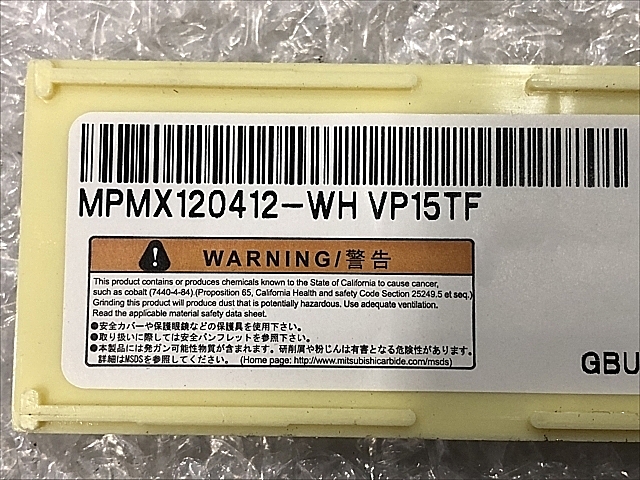 MPMX120412-WH VP15TF
WARNING/警告
This product contains or produces chemicals known to the State of California to cause cancer,
such as cobalt (7440-4-84).(Proposition 65, California Health and safety Code Section 25249.5 et seq.)
Grinding this product will produce dust that is potentially hazardous. Use adequate ventilation.
Read the applicable material safety data sheet.
●安全カバーや保護眼鏡などの保護具を使用下さい。
●取り扱いに際しては安全パンフレットを参照下さい。
●本製品には発ガン可能性物質が含まれます。研削屑や粉じんは有害となる危険性があります。
詳細はMSDSを参照してください。 (Home page: http://www.mitsubishicarbide.com/msds)
GBU